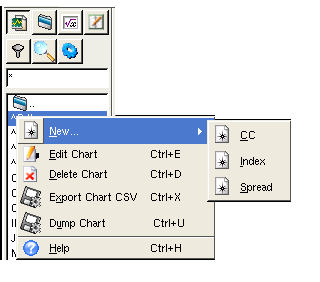 √x
*
..
New...
Edit Chart Ctrl+E
Delete Chart Ctrl+D
Export Chart CSV Ctrl+X
Dump Chart Ctrl+U
Help Ctrl+H
CC
Index
Spread